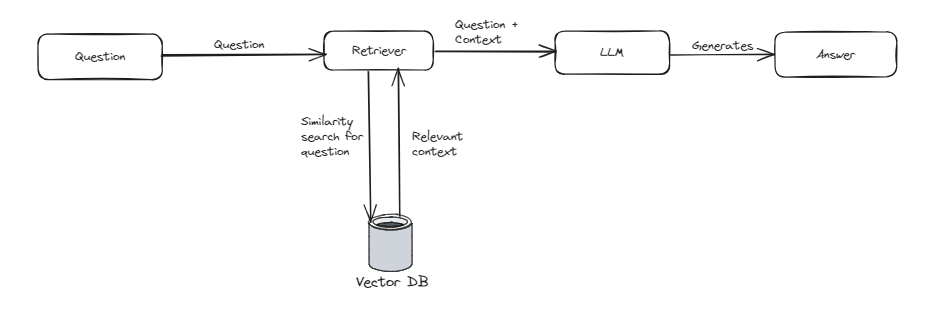 Question
Question
Retriever
Question +
Context
LLM
Generates
Answer
Similarity
search for
question
Relevant
context
Vector DB